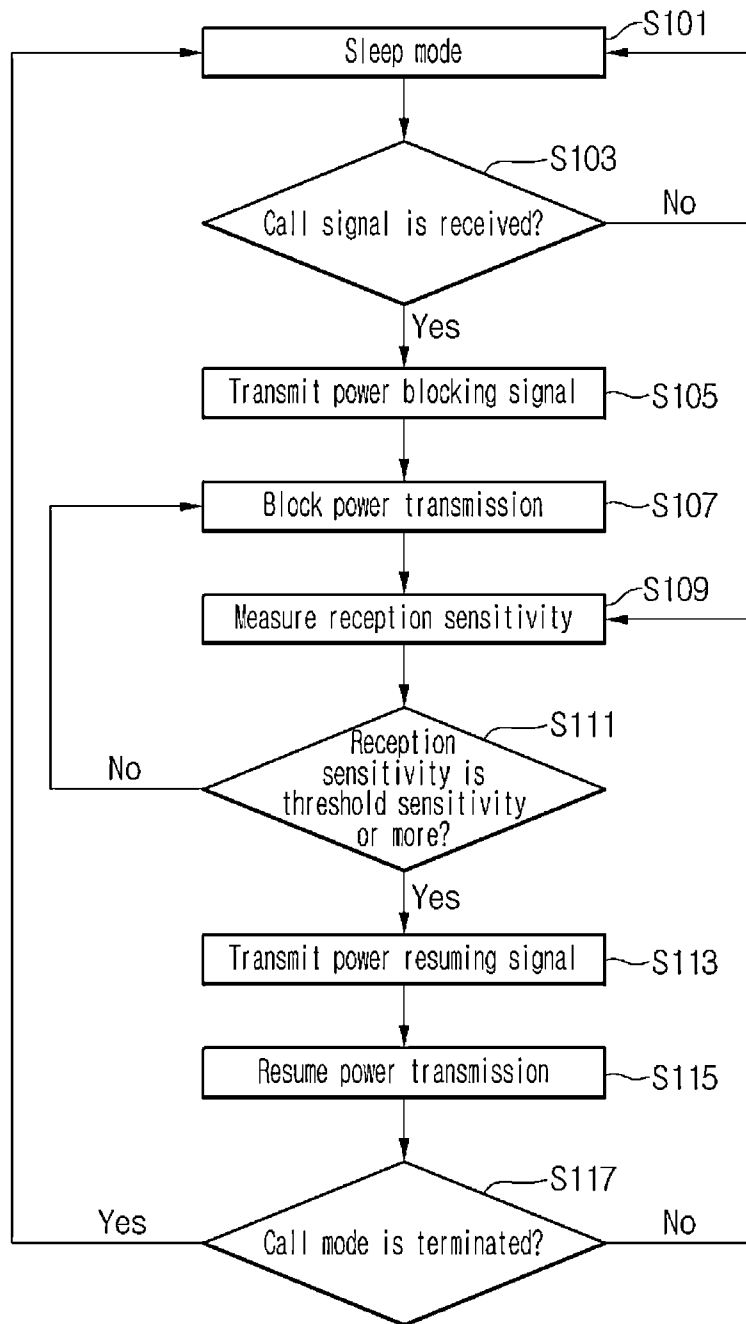 S101
Sleep mode
S103
Call signal is received?
No
Yes
Transmit power blocking signal
S105
Block power transmission
S107
S109
Measure reception sensitivity
S111
Reception
sensitivity is
threshold sensitivity
or more?
No
Yes
Transmit power resuming signal
S113
Resume power transmission
S115
S117
Yes
Call mode is terminated?
No